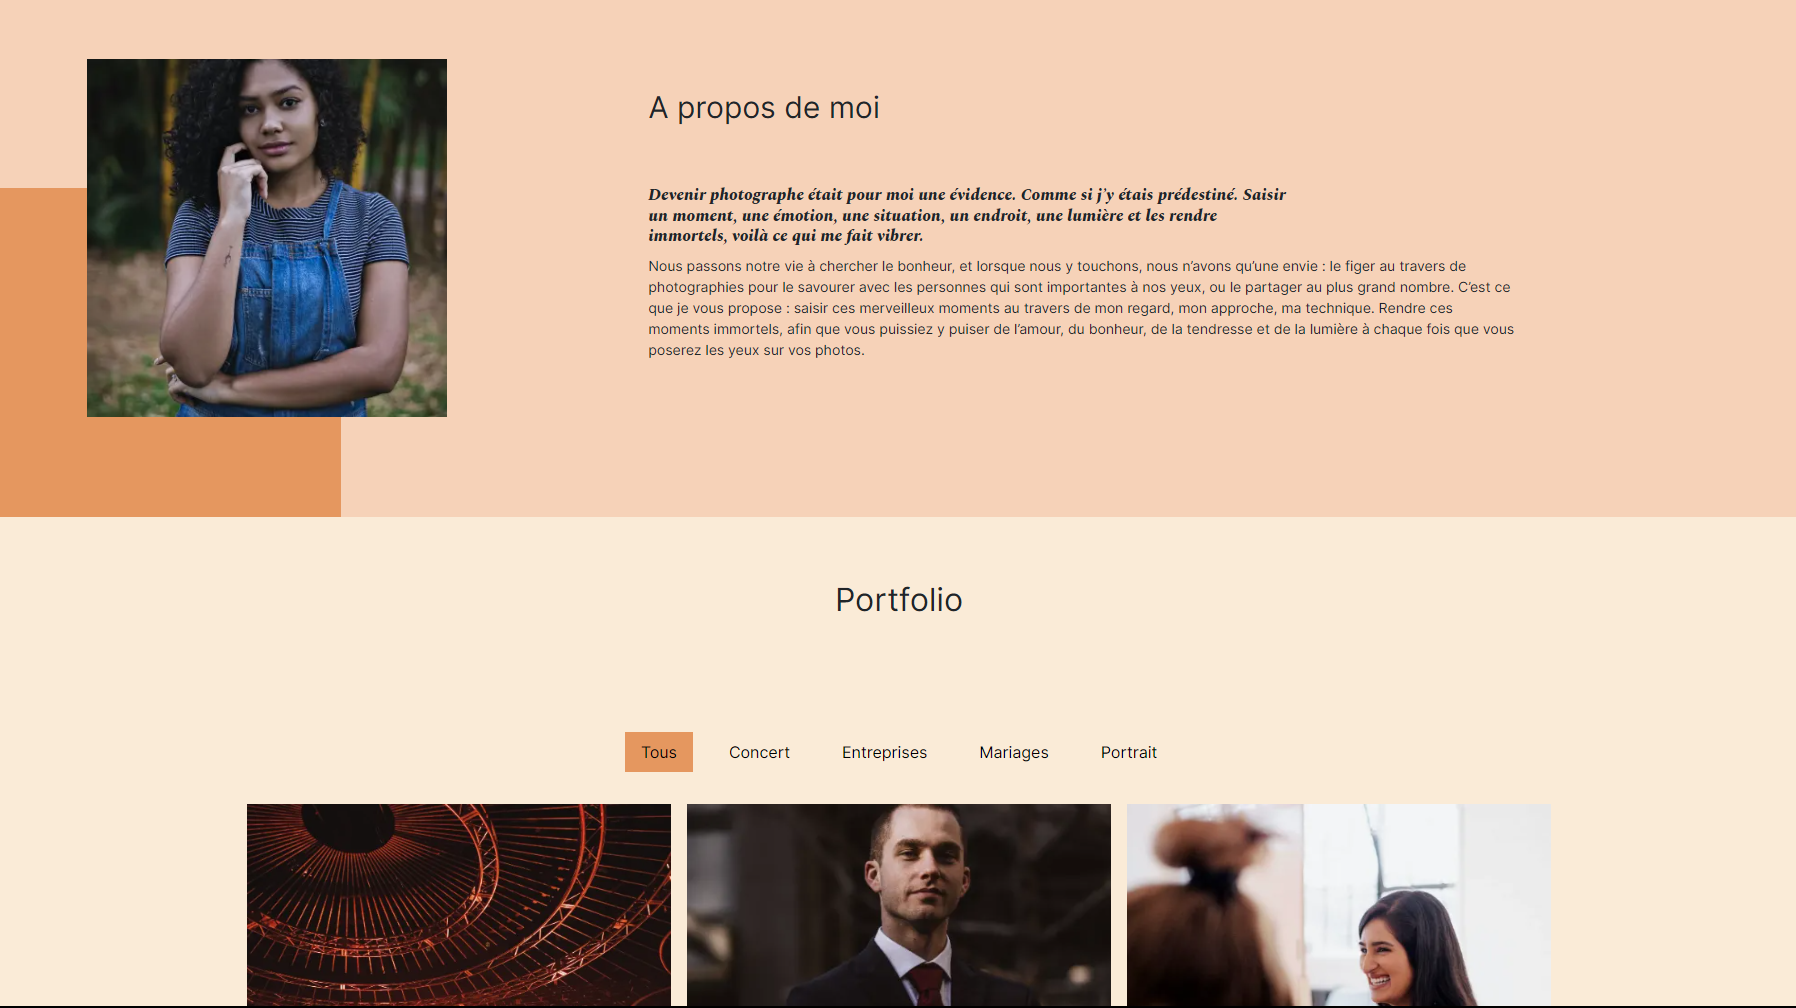 A propos de moi
Devenir photographe était pour moi une évidence. Comme si j'y étais prédestiné. Saisir
un moment, une émotion, une situation, un endroit, une lumière et les rendre
immortels, voilà ce qui me fait vibrer.
Nous passons notre vie à chercher le bonheur, et lorsque nous y touchons, nous n’avons qu’une envie : le figer au travers de
photographies pour le savourer avec les personnes qui sont importantes à nos yeux, ou le partager au plus grand nombre. C’est ce
que je vous propose : saisir ces merveilleux moments au travers de mon regard, mon approche, ma technique. Rendre ces
moments immortels, afin que vous puissiez y puiser de l’amour, du bonheur, de la tendresse et de la lumière à chaque fois que vous
poserez les yeux sur vos photos.
Portfolio
Tous Concert Entreprises Mariages Portrait